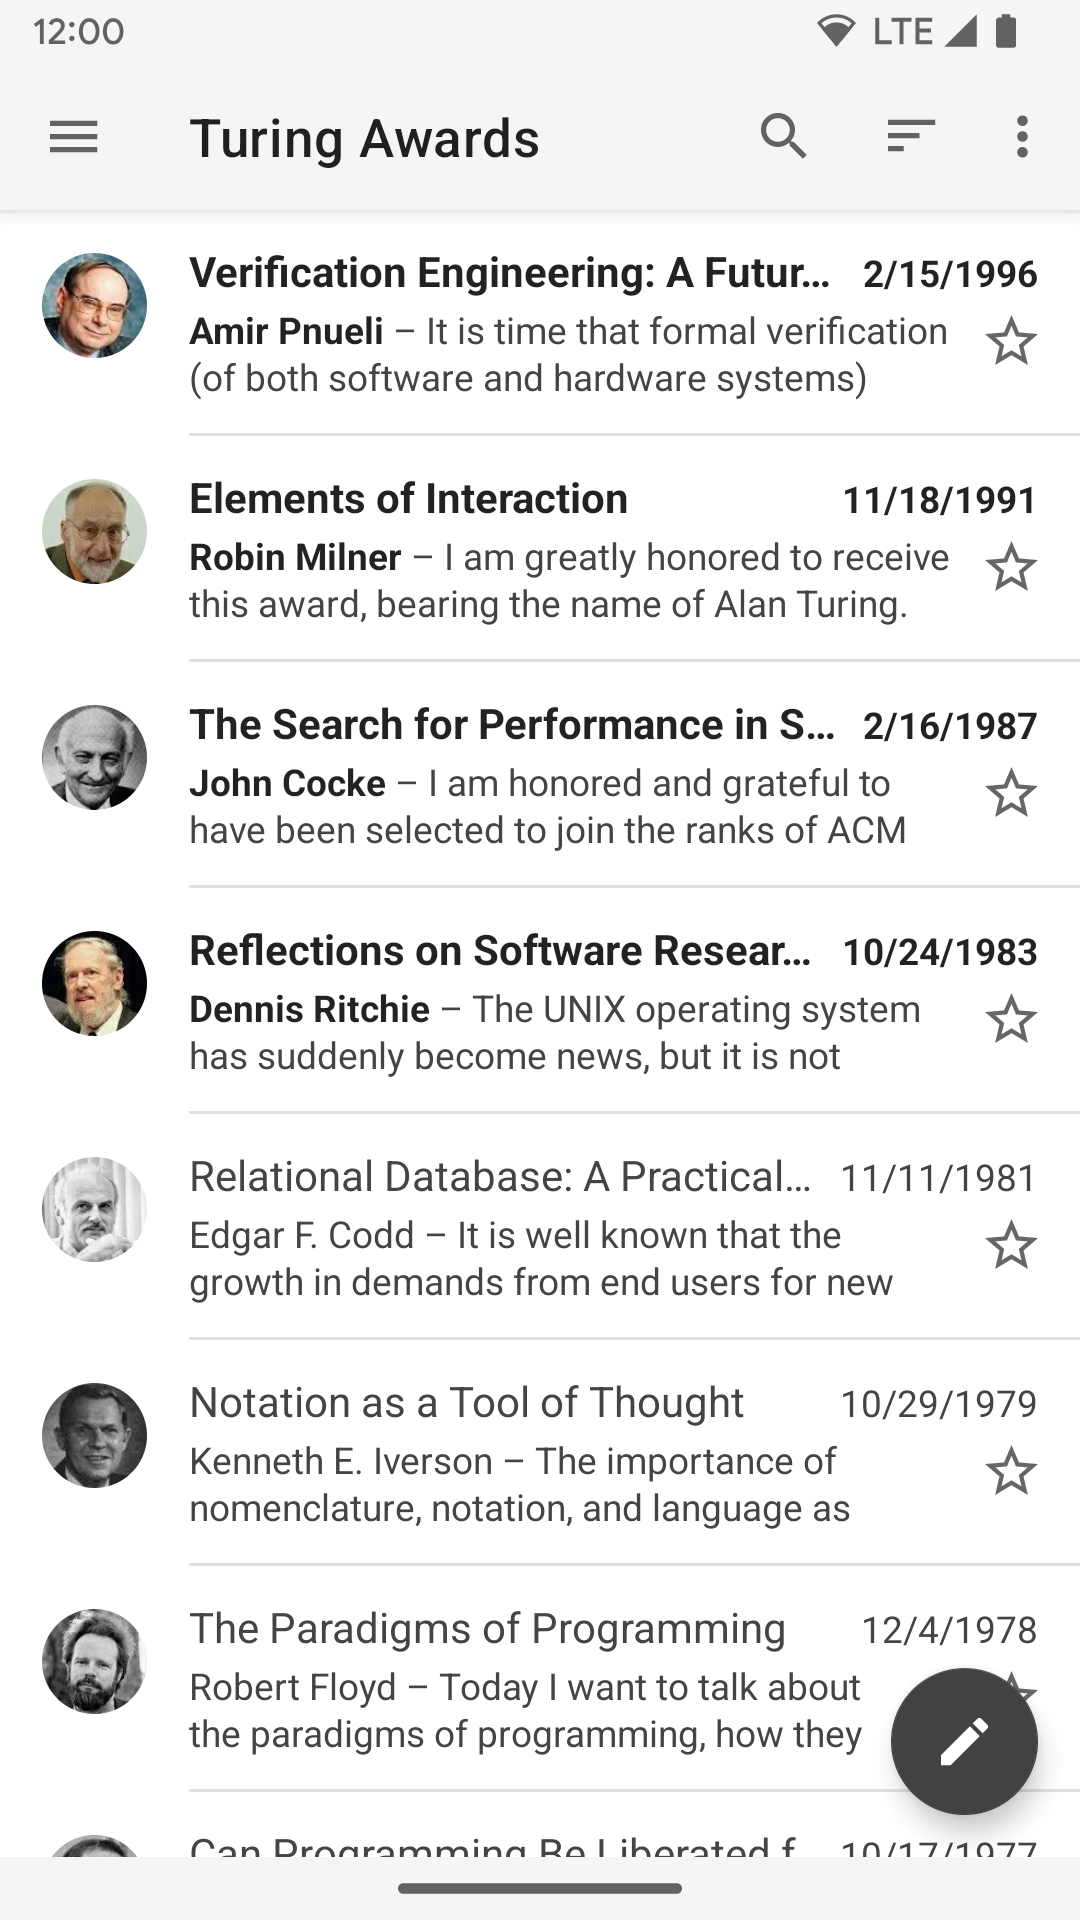 12:00 LTE
Turing Awards
Verification Engineering: A Futur... 2/15/1996
Amir Pnueli – It is time that formal verification
(of both software and hardware systems)
Elements of Interaction 11/18/1991
Robin Milner – I am greatly honored to receive
this award, bearing the name of Alan Turing.
The Search for Performance in S... 2/16/1987
John Cocke – I am honored and grateful to
have been selected to join the ranks of ACM
Reflections on Software Resear... 10/24/1983
Dennis Ritchie – The UNIX operating system
has suddenly become news, but it is not
Relational Database: A Practical... 11/11/1981
Edgar F. Codd – It is well known that the
growth in demands from end users for new
Notation as a Tool of Thought 10/29/1979
Kenneth E. Iverson – The importance of
nomenclature, notation, and language as
The Paradigms of Programming 12/4/1978
Robert Floyd – Today I want to talk about
the paradigms of programming, how they
Can Programming Be Liberated f... 10/17/1977